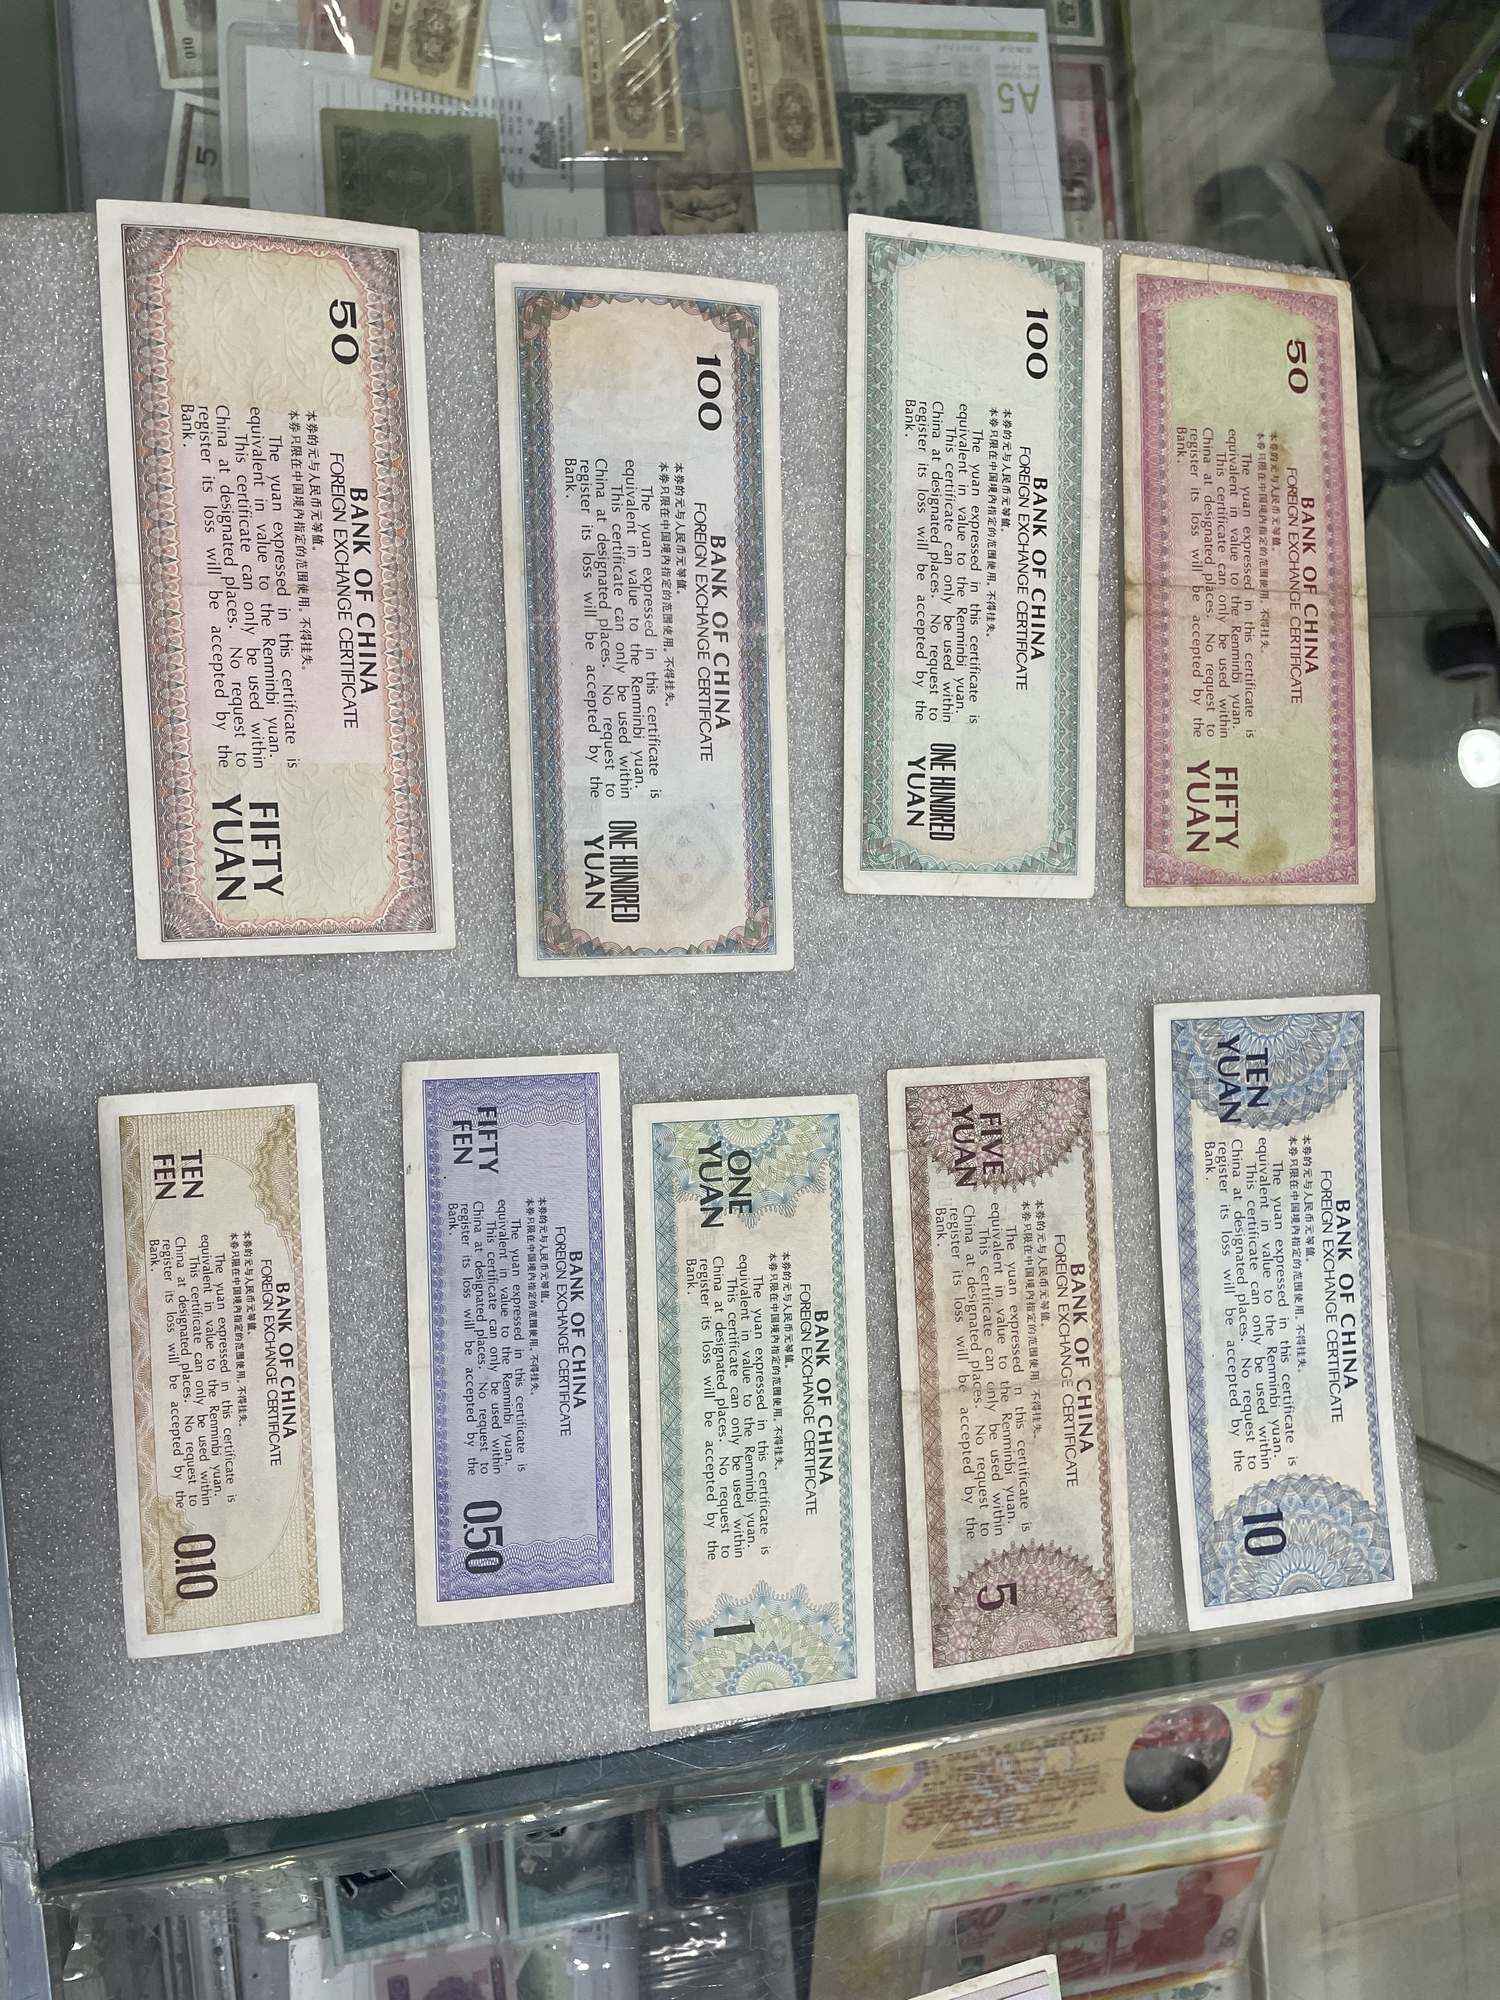 50
BANK OF CHINA
FOREIGN EXCHANGE CERTIFICATE
本券的元与人民币元等值。
本券只限在中国境内指定的范围使用，不得挂失。
The yuan expressed in this certificate is
equivalent in value to the Renminbi yuan.
This certificate can only be used within
China at designated places. No request to
register its loss will be accepted by the
Bank.
FIFTY
YUAN
100
BANK OF CHINA
FOREIGN EXCHANGE CERTIFICATE
本券的元与人民币元等值。
本券只限在中国境内指定的范围使用，不得挂失。
The yuan expressed in this certificate is
equivalent in value to the Renminbi yuan.
This certificate can only be used within
China at designated places. No request to
register its loss will be accepted by the
Bank.
ONE HUNDRED
YUAN
100
BANK OF CHINA
FOREIGN EXCHANGE CERTIFICATE
本券的元与人民币元等值。
本券只限在中国境内指定的范围使用，不得挂失。
The yuan expressed in this certificate is
equivalent in value to the Renminbi yuan.
This certificate can only be used within
China at designated places. No request to
register its loss will be accepted by the
Bank.
ONE HUNDRED
YUAN
50
BANK OF CHINA
FOREIGN EXCHANGE CERTIFICATE
本券的元与人民币元等值。
本券只限在中国境内指定的范围使用，不得挂失。
The yuan expressed in this certificate is
equivalent in value to the Renminbi yuan.
This certificate can only be used within
China at designated places. No request to
register its loss will be accepted by the
Bank.
FIFTY
YUAN
TEN
YUAN
BANK OF CHINA
FOREIGN EXCHANGE CERTIFICATE
本券的元与人民币元等值。
本券只限在中国境内指定的范围使用，不得挂失。
The yuan expressed in this certificate is
equivalent in value to the Renminbi yuan.
This certificate can only be used within
China at designated places. No request to
register its loss will be accepted by the
Bank.
10
FIVE
YUAN
BANK OF CHINA
FOREIGN EXCHANGE CERTIFICATE
本券的元与人民币元等值。
本券只限在中国境内指定的范围使用，不得挂失。
The yuan expressed in this certificate is
equivalent in value to the Renminbi yuan.
This certificate can only be used within
China at designated places. No request to
register its loss will be accepted by the
Bank.
5
ONE
YUAN
BANK OF CHINA
FOREIGN EXCHANGE CERTIFICATE
本券的元与人民币元等值。
本券只限在中国境内指定的范围使用，不得挂失。
The yuan expressed in this certificate is
equivalent in value to the Renminbi yuan.
This certificate can only be used within
China at designated places. No request to
register its loss will be accepted by the
Bank.
1
FIFTY
FEN
BANK OF CHINA
FOREIGN EXCHANGE CERTIFICATE
本券的元与人民币元等值。
本券只限在中国境内指定的范围使用，不得挂失。
The yuan expressed in this certificate is
equivalent in value to the Renminbi yuan.
This certificate can only be used within
China at designated places. No request to
register its loss will be accepted by the
Bank.
0.50
TEN
FEN
BANK OF CHINA
FOREIGN EXCHANGE CERTIFICATE
本券的元与人民币元等值。
本券只限在中国境内指定的范围使用，不得挂失。
The yuan expressed in this certificate is
equivalent in value to the Renminbi yuan.
This certificate can only be used within
China at designated places. No request to
register its loss will be accepted by the
Bank.
0.10
A5
5
5
010
50
2